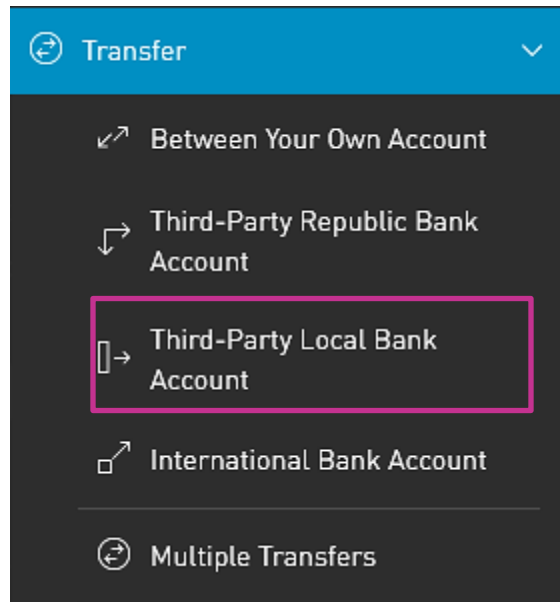 Transfer
Between Your Own Account
Third-Party Republic Bank
Account
Third-Party Local Bank
Account
International Bank Account
Multiple Transfers